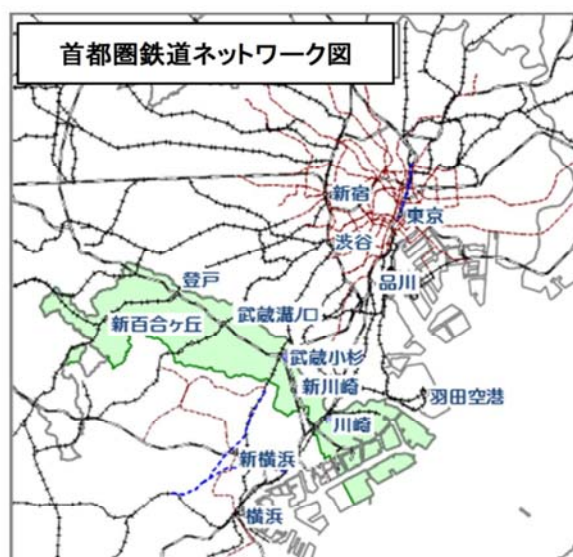 首都圏鉄道ネットワーク図
新宿
東京
渋谷
品川
登戸
武蔵溝ノ口
新百合ヶ丘
武蔵小杉
新川崎
羽田空港
川崎
新横浜
横浜